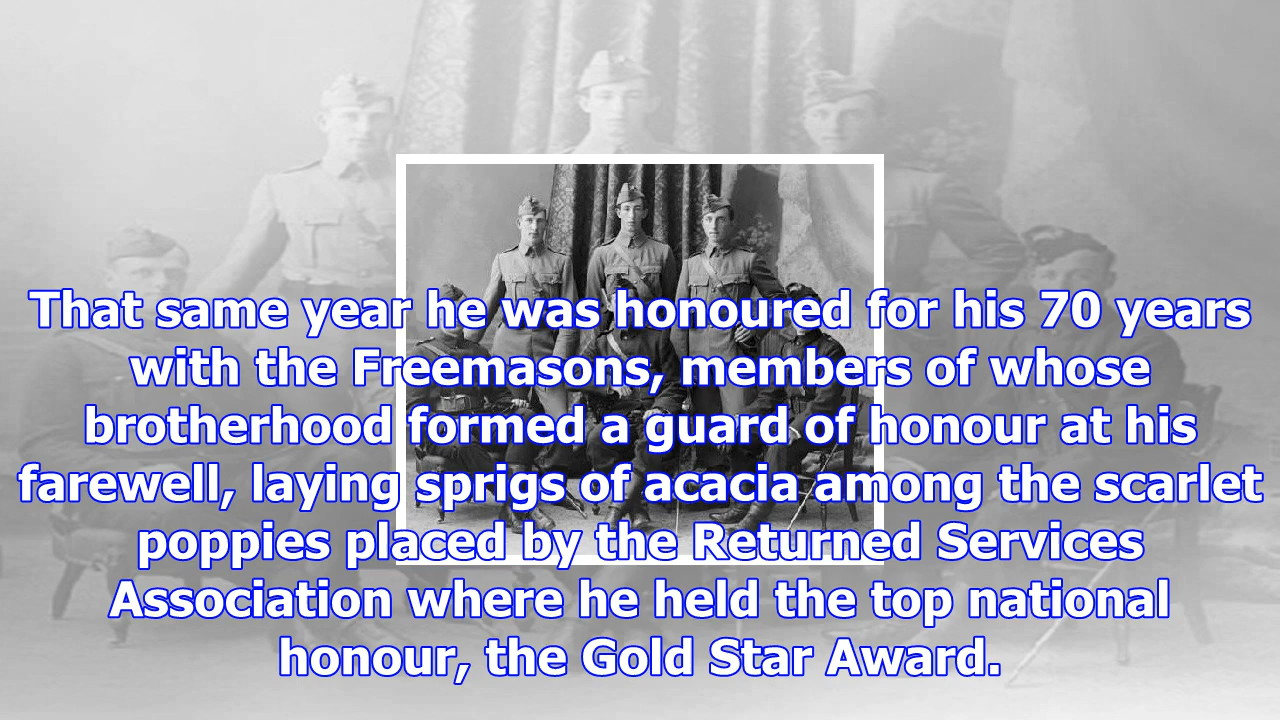 That same year he was honoured for his 70 years
with the Freemasons, members of whose
brotherhood formed a guard of honour at his
farewell, laying sprigs of acacia among the scarlet
poppies placed by the Returned Services
Association where he held the top national
honour, the Gold Star Award.